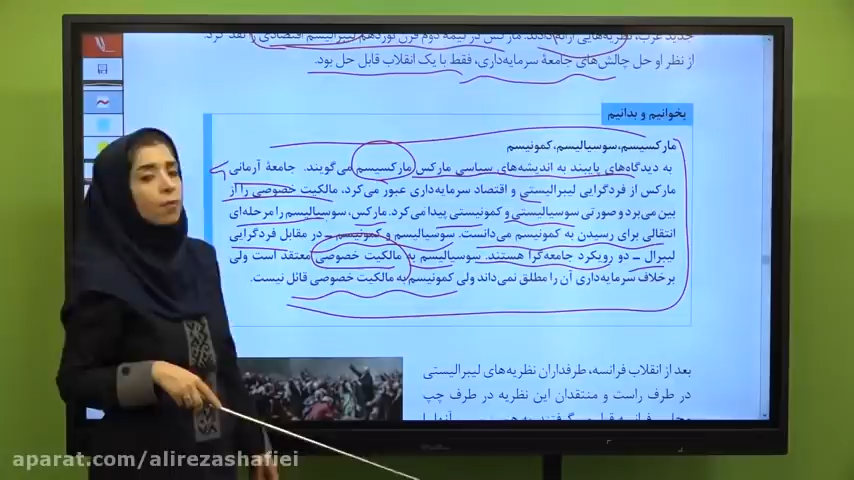 جدید غرب، نظریه‌هایی ارائه دادند. مارکس در نیمه دوم قرن نوزدهم لیبرالیسم اقتصادی را نقد کرد.
از نظر او حل چالش‌های جامعهٔ سرمایه‌داری، فقط با یک انقلاب قابل حل بود.
بخوانیم و بدانیم
مارکسیسم، سوسیالیسم، کمونیسم
به دیدگاه‌های پایبند به اندیشه‌های سیاسی مارکس مارکسیسم می‌گویند. جامعهٔ آرمانی
مارکس از فردگرایی لیبرالیستی و اقتصاد سرمایه‌داری عبور می‌کرد، مالکیت خصوصی را از
بین می‌برد و صورتی سوسیالیستی و کمونیستی پیدا می‌کرد. مارکس، سوسیالیسم را مرحله‌ای
انتقالی برای رسیدن به کمونیسم می‌دانست. سوسیالیسم و کمونیسم ــ در مقابل فردگرایی
لیبرال ــ دو رویکرد جامعه‌گرا هستند. سوسیالیسم به مالکیت خصوصی معتقد است ولی
برخلاف سرمایه‌داری آن را مطلق نمی‌داند ولی کمونیسم به مالکیت خصوصی قائل نیست.
بعد از انقلاب فرانسه، طرفداران نظریه‌های لیبرالیستی
در طرف راست و منتقدان این نظریه در طرف چپ
aparat.com/alirezashafiei